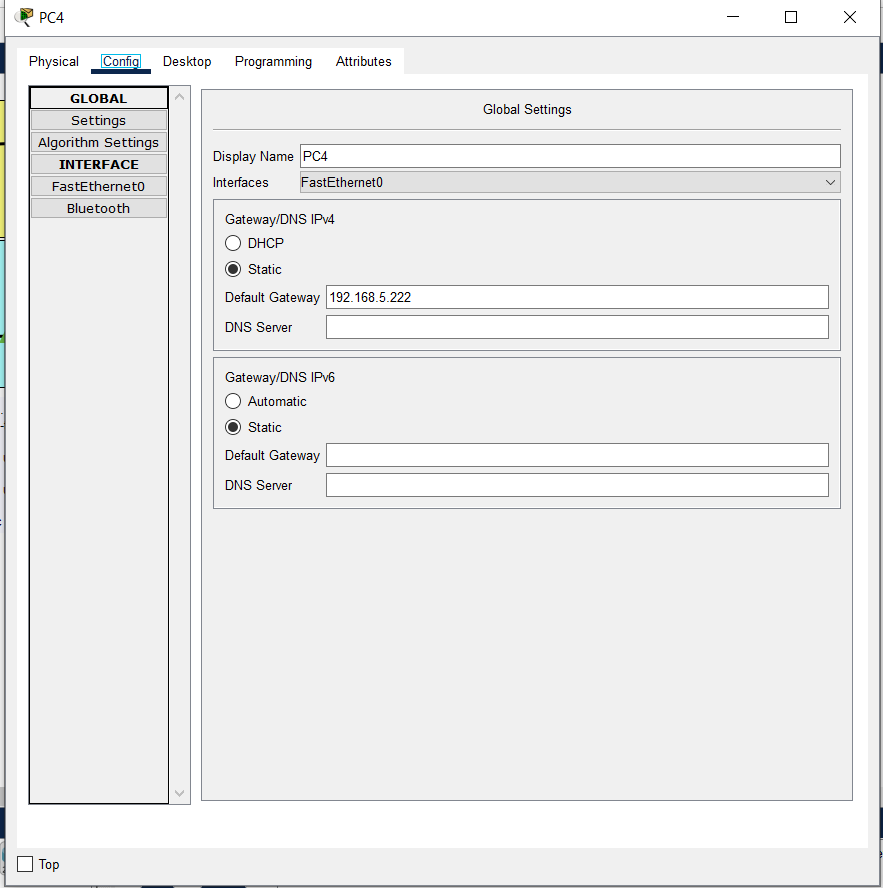 PC4
Physical Config Desktop Programming Attributes
GLOBAL
Settings
Algorithm Settings
INTERFACE
FastEthernet0
Bluetooth
Global Settings
Display Name PC4
Interfaces FastEthernet0
Gateway/DNS IPv4
DHCP
Static
Default Gateway 192.168.5.222
DNS Server
Gateway/DNS IPv6
Automatic
Static
Default Gateway
DNS Server
Top